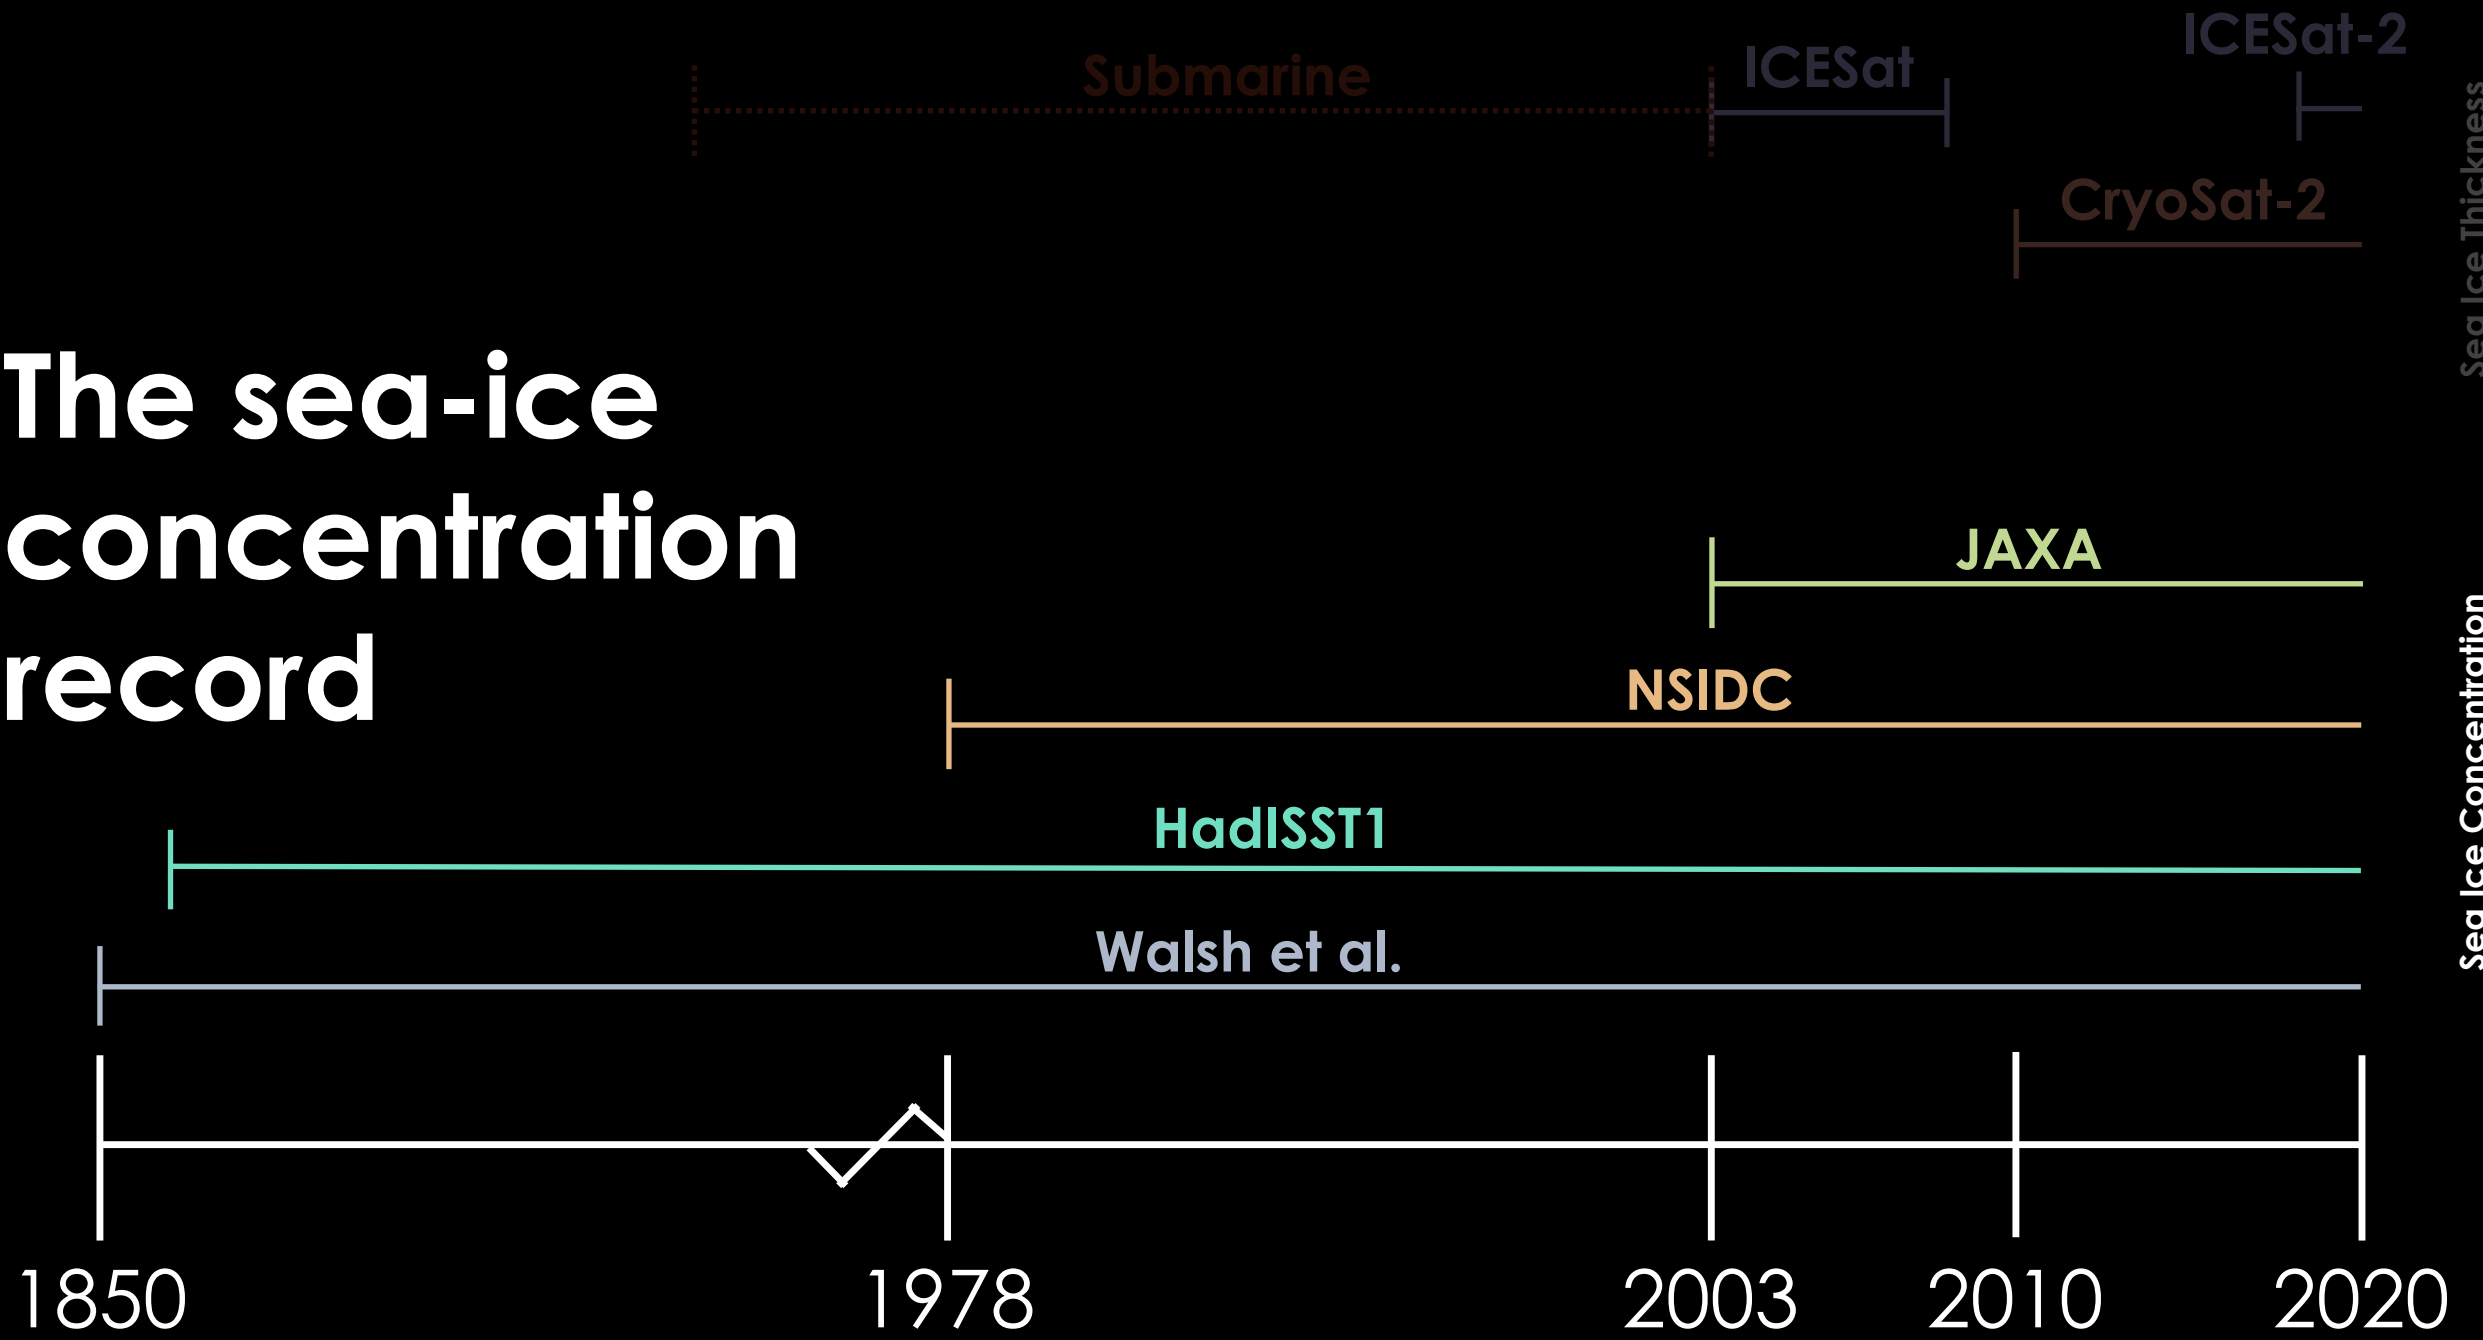 ICESat-2
ICESat
Submarine
CryoSat-2
Sea Ice Thickness
The sea-ice
concentration
record
JAXA
NSIDC
HadISST1
Walsh et al.
Sea Ice Concentration
1850
1978
2003
2010
2020